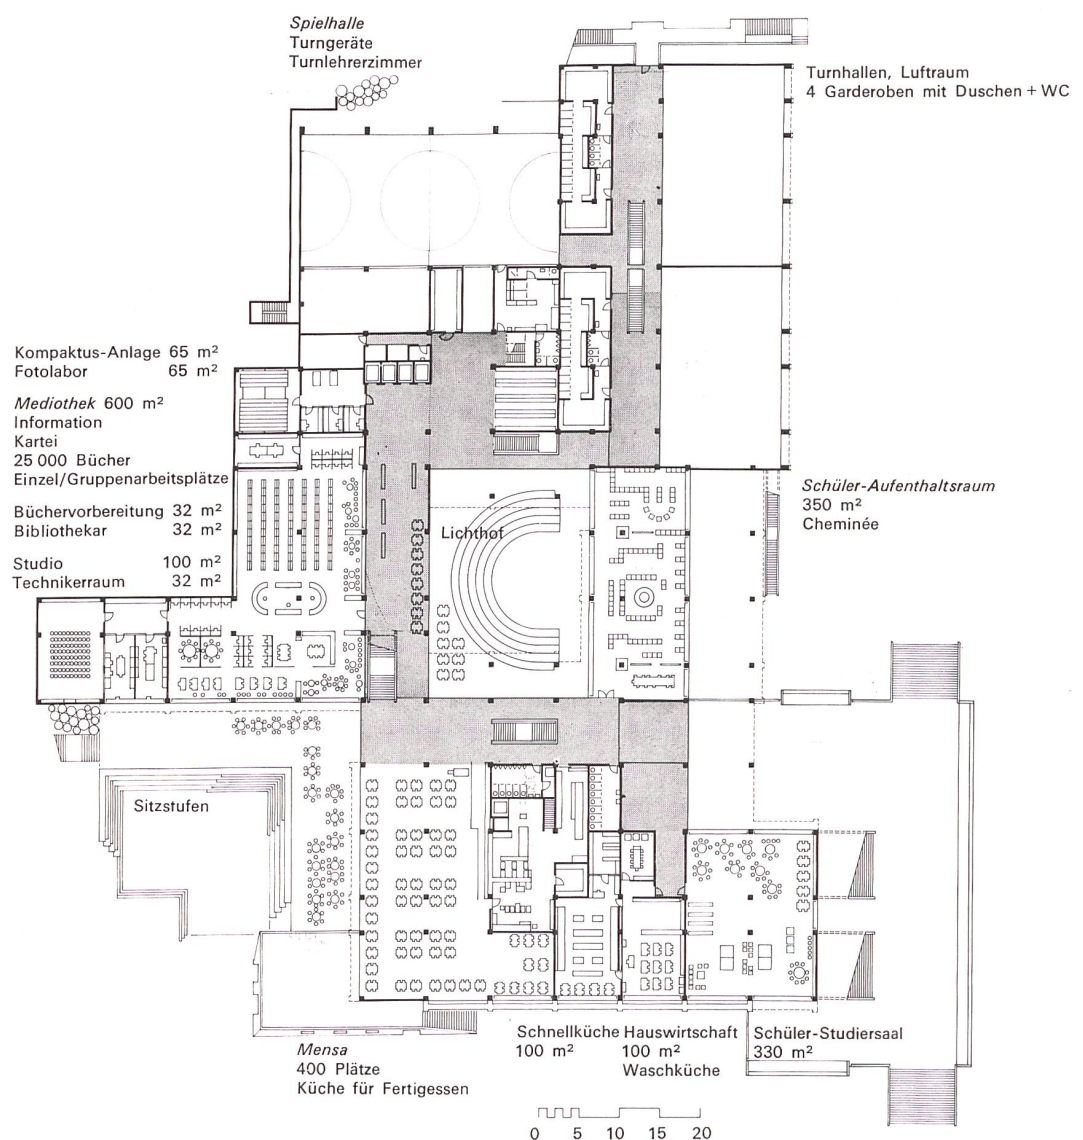 Spielhalle
Turngeräte
Turnlehrerzimmer
Turnhallen, Luftraum
4 Garderoben mit Duschen + WC
Kompaktus-Anlage 65 m²
Fotolabor 65 m²
Mediothek 600 m²
Information
Kartei
25 000 Bücher
Einzel/Gruppenarbeitsplätze
Büchervorbereitung 32 m²
Bibliothekar 32 m²
Studio 100 m²
Technikerraum 32 m²
Schüler-Aufenthaltsraum
350 m²
Cheminée
Lichthof
Sitzstufen
Mensa
400 Plätze
Küche für Fertigessen
Schnellküche
100 m²
Hauswirtschaft
100 m²
Waschküche
Schüler-Studiersaal
330 m²
0 5 10 15 20